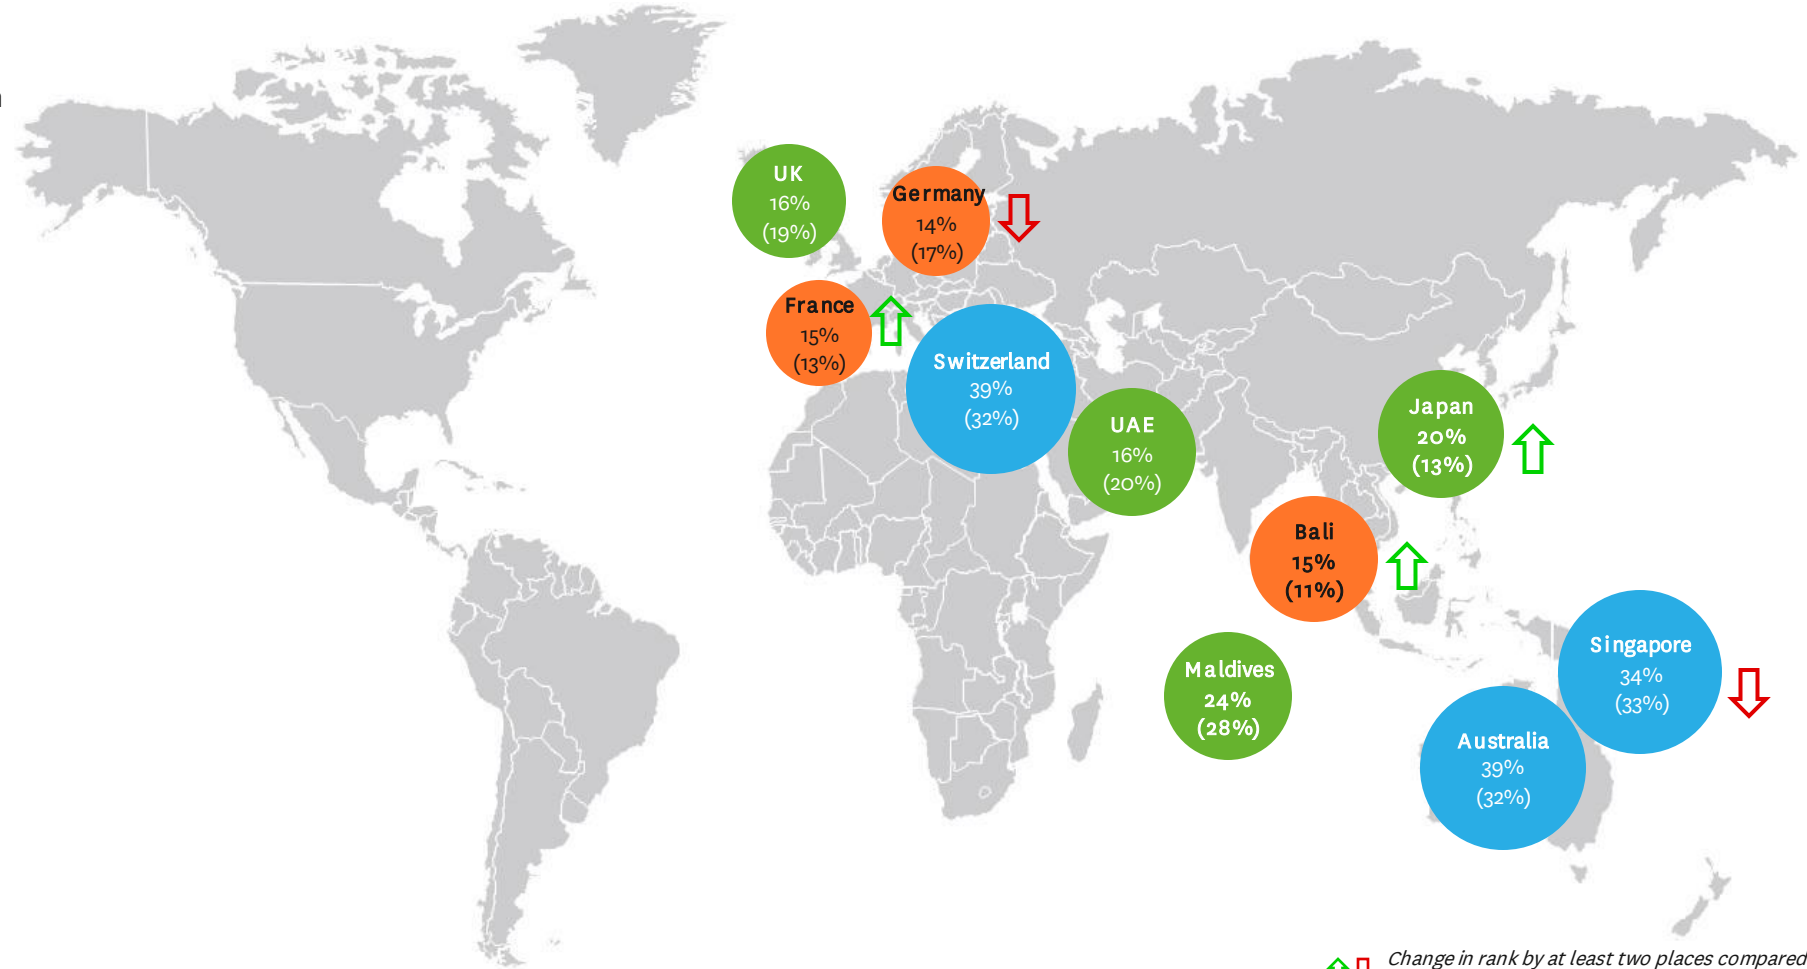 UK
16%
(19%)
Germany
14%
(17%)
France
15%
(13%)
Switzerland
39%
(32%)
UAE
16%
(20%)
Japan
20%
(13%)
Bali
15%
(11%)
Maldives
24%
(28%)
Singapore
34%
(33%)
Australia
39%
(32%)
Change in rank by at least two places compared